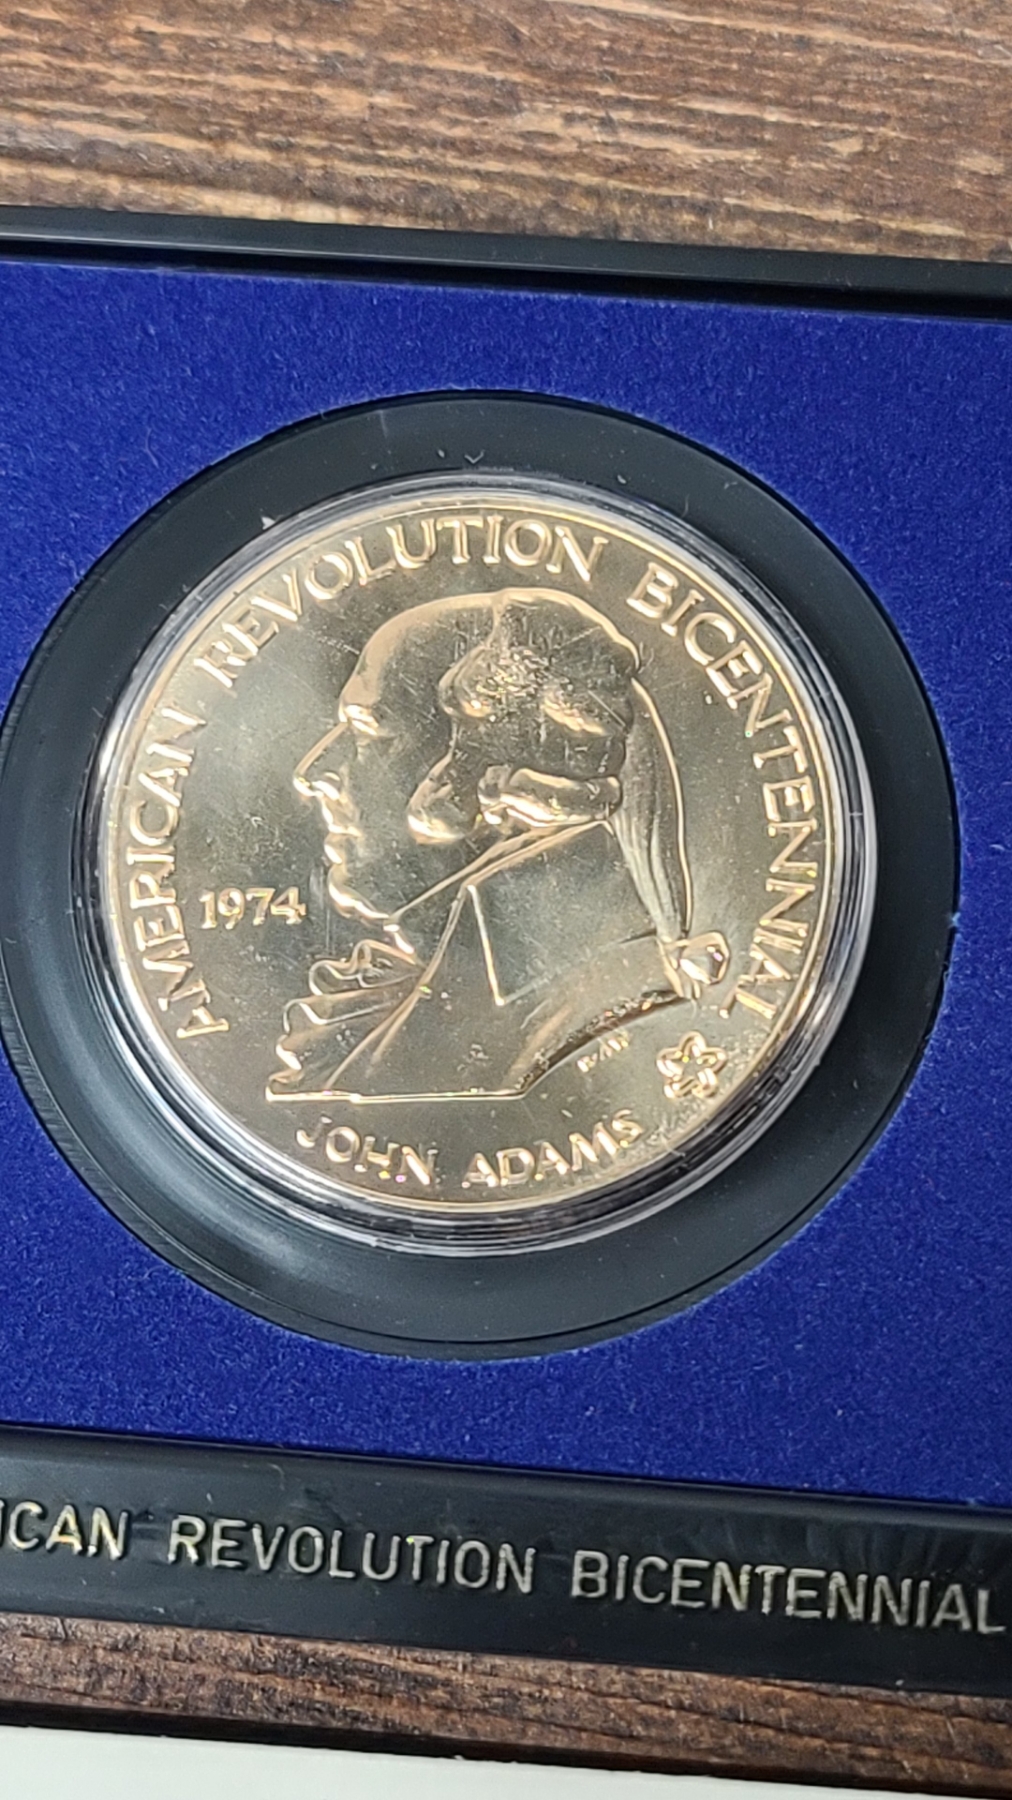 AMERICAN REVOLUTION BICENTENNIAL
1974
JOHN ADAMS
ICAN REVOLUTION BICENTENNIAL